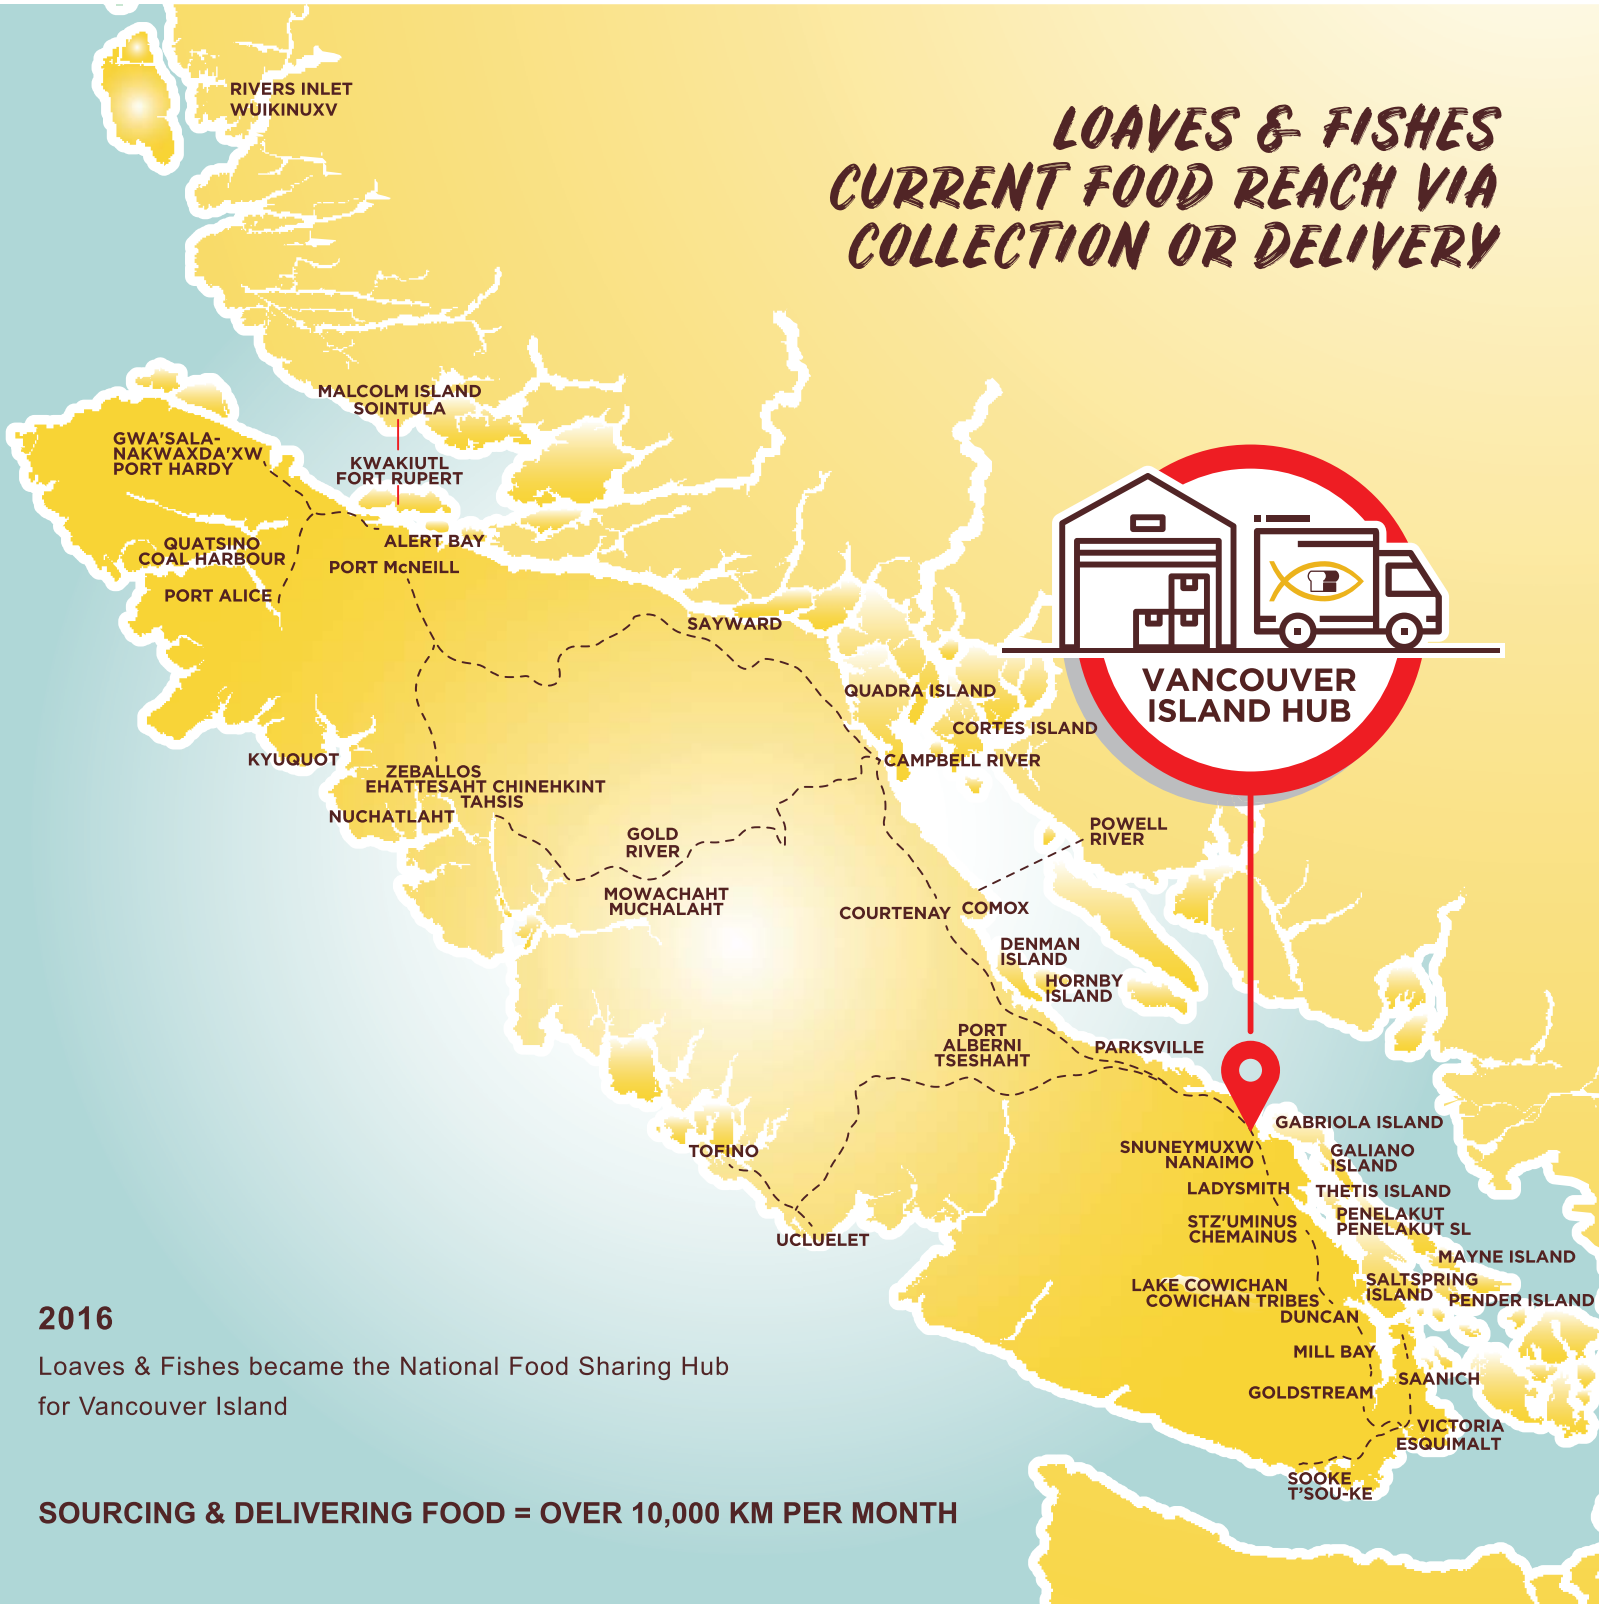 RIVERS INLET
WUIKINUXV
LOAVES & FISHES
CURRENT FOOD REACH VIA
COLLECTION OR DELIVERY
MALCOLM ISLAND
SOINTULA
GWA'SALA-
NAKWAXDA'XW
PORT HARDY
KWAKIUTL
FORT RUPERT
QUATSINO
COAL HARBOUR
ALERT BAY
PORT McNEILL
PORT ALICE
SAYWARD
VANCOUVER
ISLAND HUB
QUADRA ISLAND
CORTES ISLAND
CAMPBELL RIVER
KYUQUOT
ZEBALLOS
EHATTESAHT CHINEHKINT
TAHSIS
NUCHATLAHT
GOLD
RIVER
POWELL
RIVER
MOWACHAHT
MUCHALAHT
COURTENAY
COMOX
DENMAN
ISLAND
HORNBY
ISLAND
PORT
ALBERNI
TSESHAHT
PARKSVILLE
GABRIOLA ISLAND
SNUNEYMUXW
NANAIMO
GALIANO
ISLAND
TOFINO
LADYSMITH
THETIS ISLAND
PENELAKUT
PENELAKUT SL
STZ'UMINUS
CHEMAINUS
UCLUELET
MAYNE ISLAND
LAKE COWICHAN
COWICHAN TRIBES
DUNCAN
SALTSPRING
ISLAND
PENDER ISLAND
MILL BAY
SAANICH
GOLDSTREAM
VICTORIA
ESQUIMALT
SOOKE
T'SOU-KE
2016
Loaves & Fishes became the National Food Sharing Hub
for Vancouver Island
SOURCING & DELIVERING FOOD = OVER 10,000 KM PER MONTH